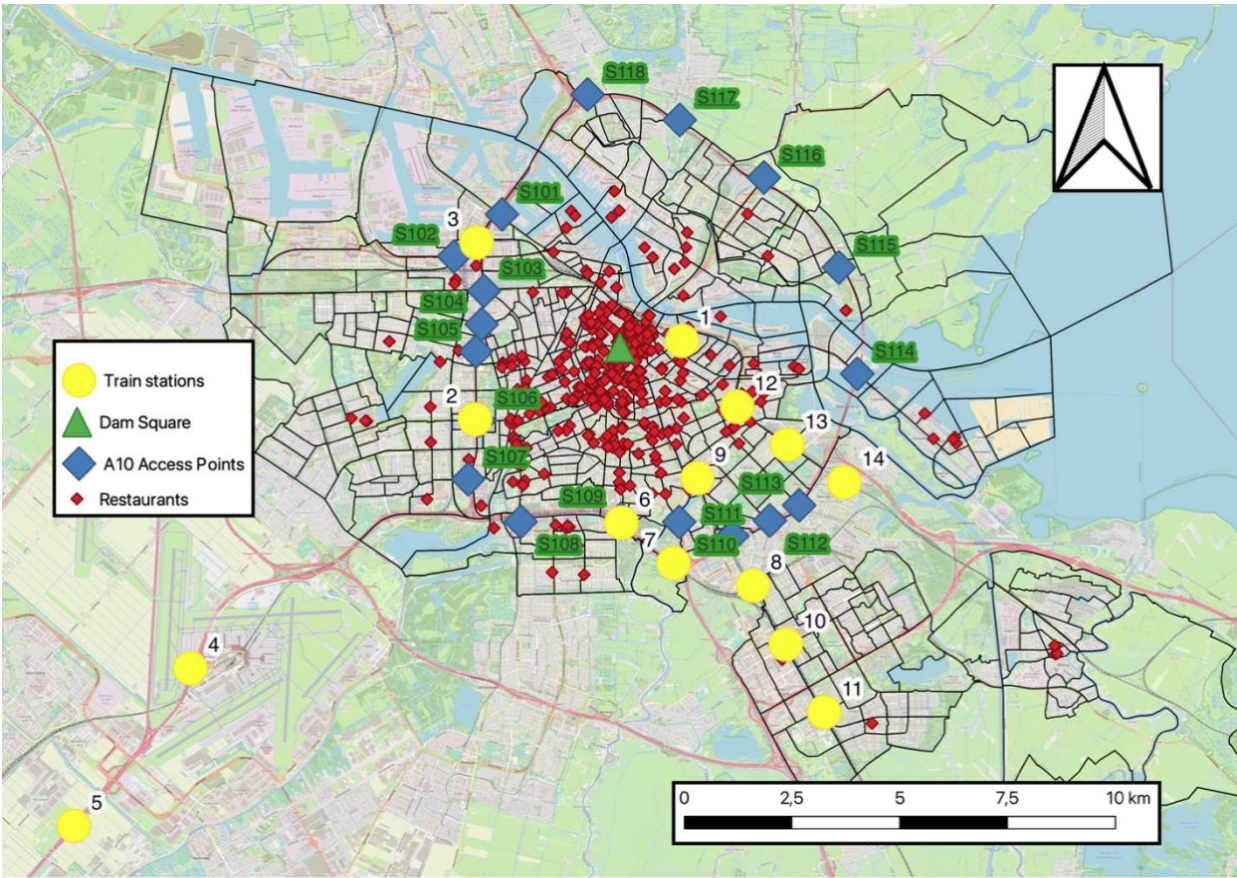 S118
S117
S116
S101
3
S102
S103
S115
S104
S105
1
S114
Train stations
Dam Square
A10 Access Points
Restaurants
2
S106
12
13
S107
9
14
S113
S109
6
S111
7
S108
S110
S112
8
10
4
11
5
0
2,5
5
7,5
10 km